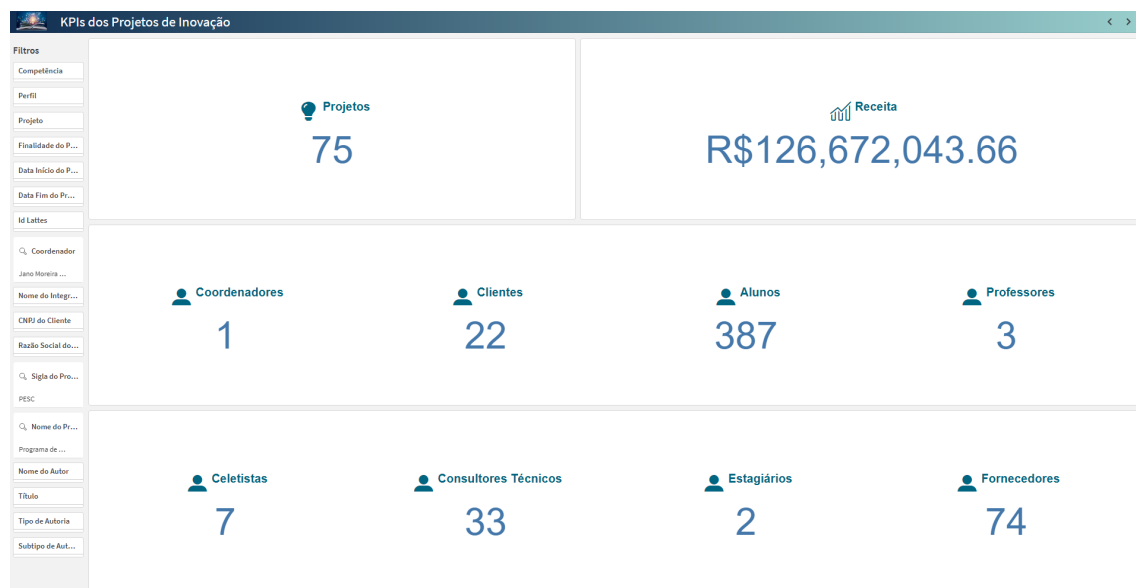 KPIs dos Projetos de Inovação
Filtros
Competência
Perfil
Projeto
Finalidade do P...
Data Início do P...
Data Fim do Pr...
Id Lattes
Coordenador
Jano Moreira ...
Nome do Integr...
CNPJ do Cliente
Razão Social do...
Sigla do Pro...
PESC
Nome do Pr...
Programa de ...
Nome do Autor
Título
Tipo de Autoria
Subtipo de Aut...
Projetos
75
Receita
R$126,672,043.66
Coordenadores
1
Clientes
22
Alunos
387
Professores
3
Celetistas
7
Consultores Técnicos
33
Estagiários
2
Fornecedores
74